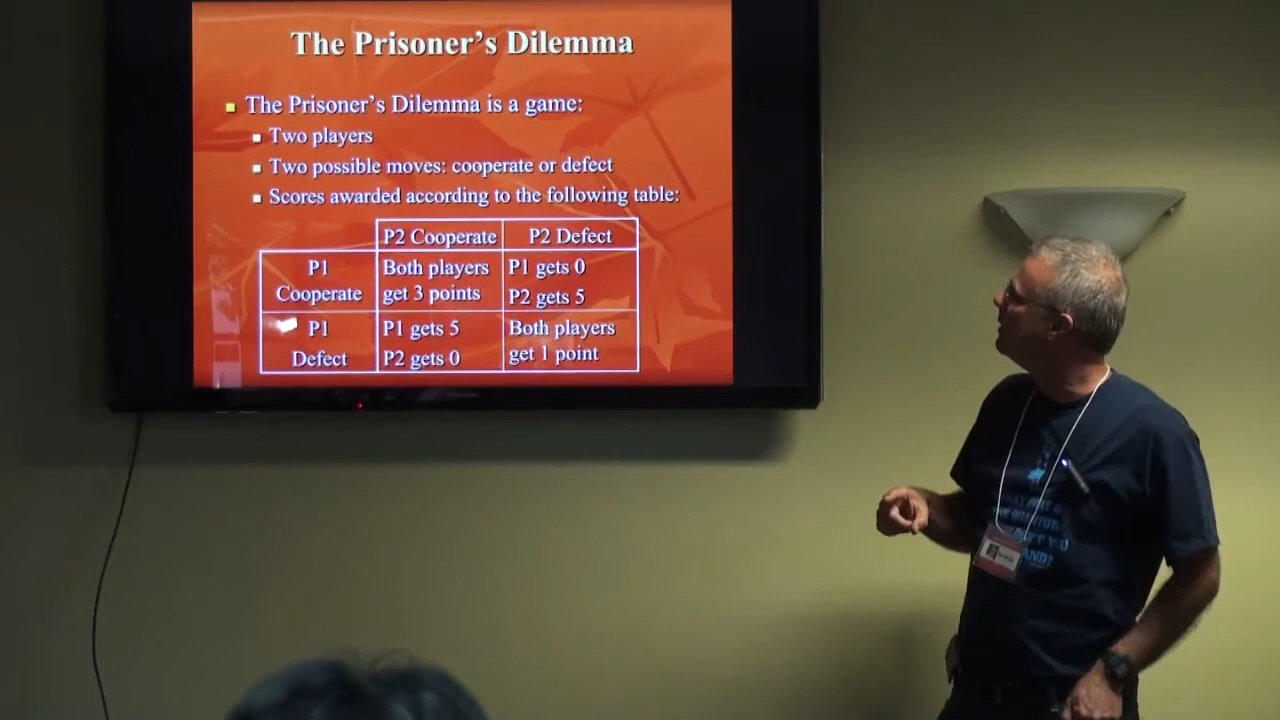 The Prisoner's Dilemma
The Prisoner's Dilemma is a game:
Two players
Two possible moves: cooperate or defect
Scores awarded according to the following table:
P2 Cooperate P2 Defect
P1 Cooperate
Both players get 3 points
P1 gets 0
P2 gets 5
P1 Defect
P1 gets 5
P2 gets 0
Both players get 1 point